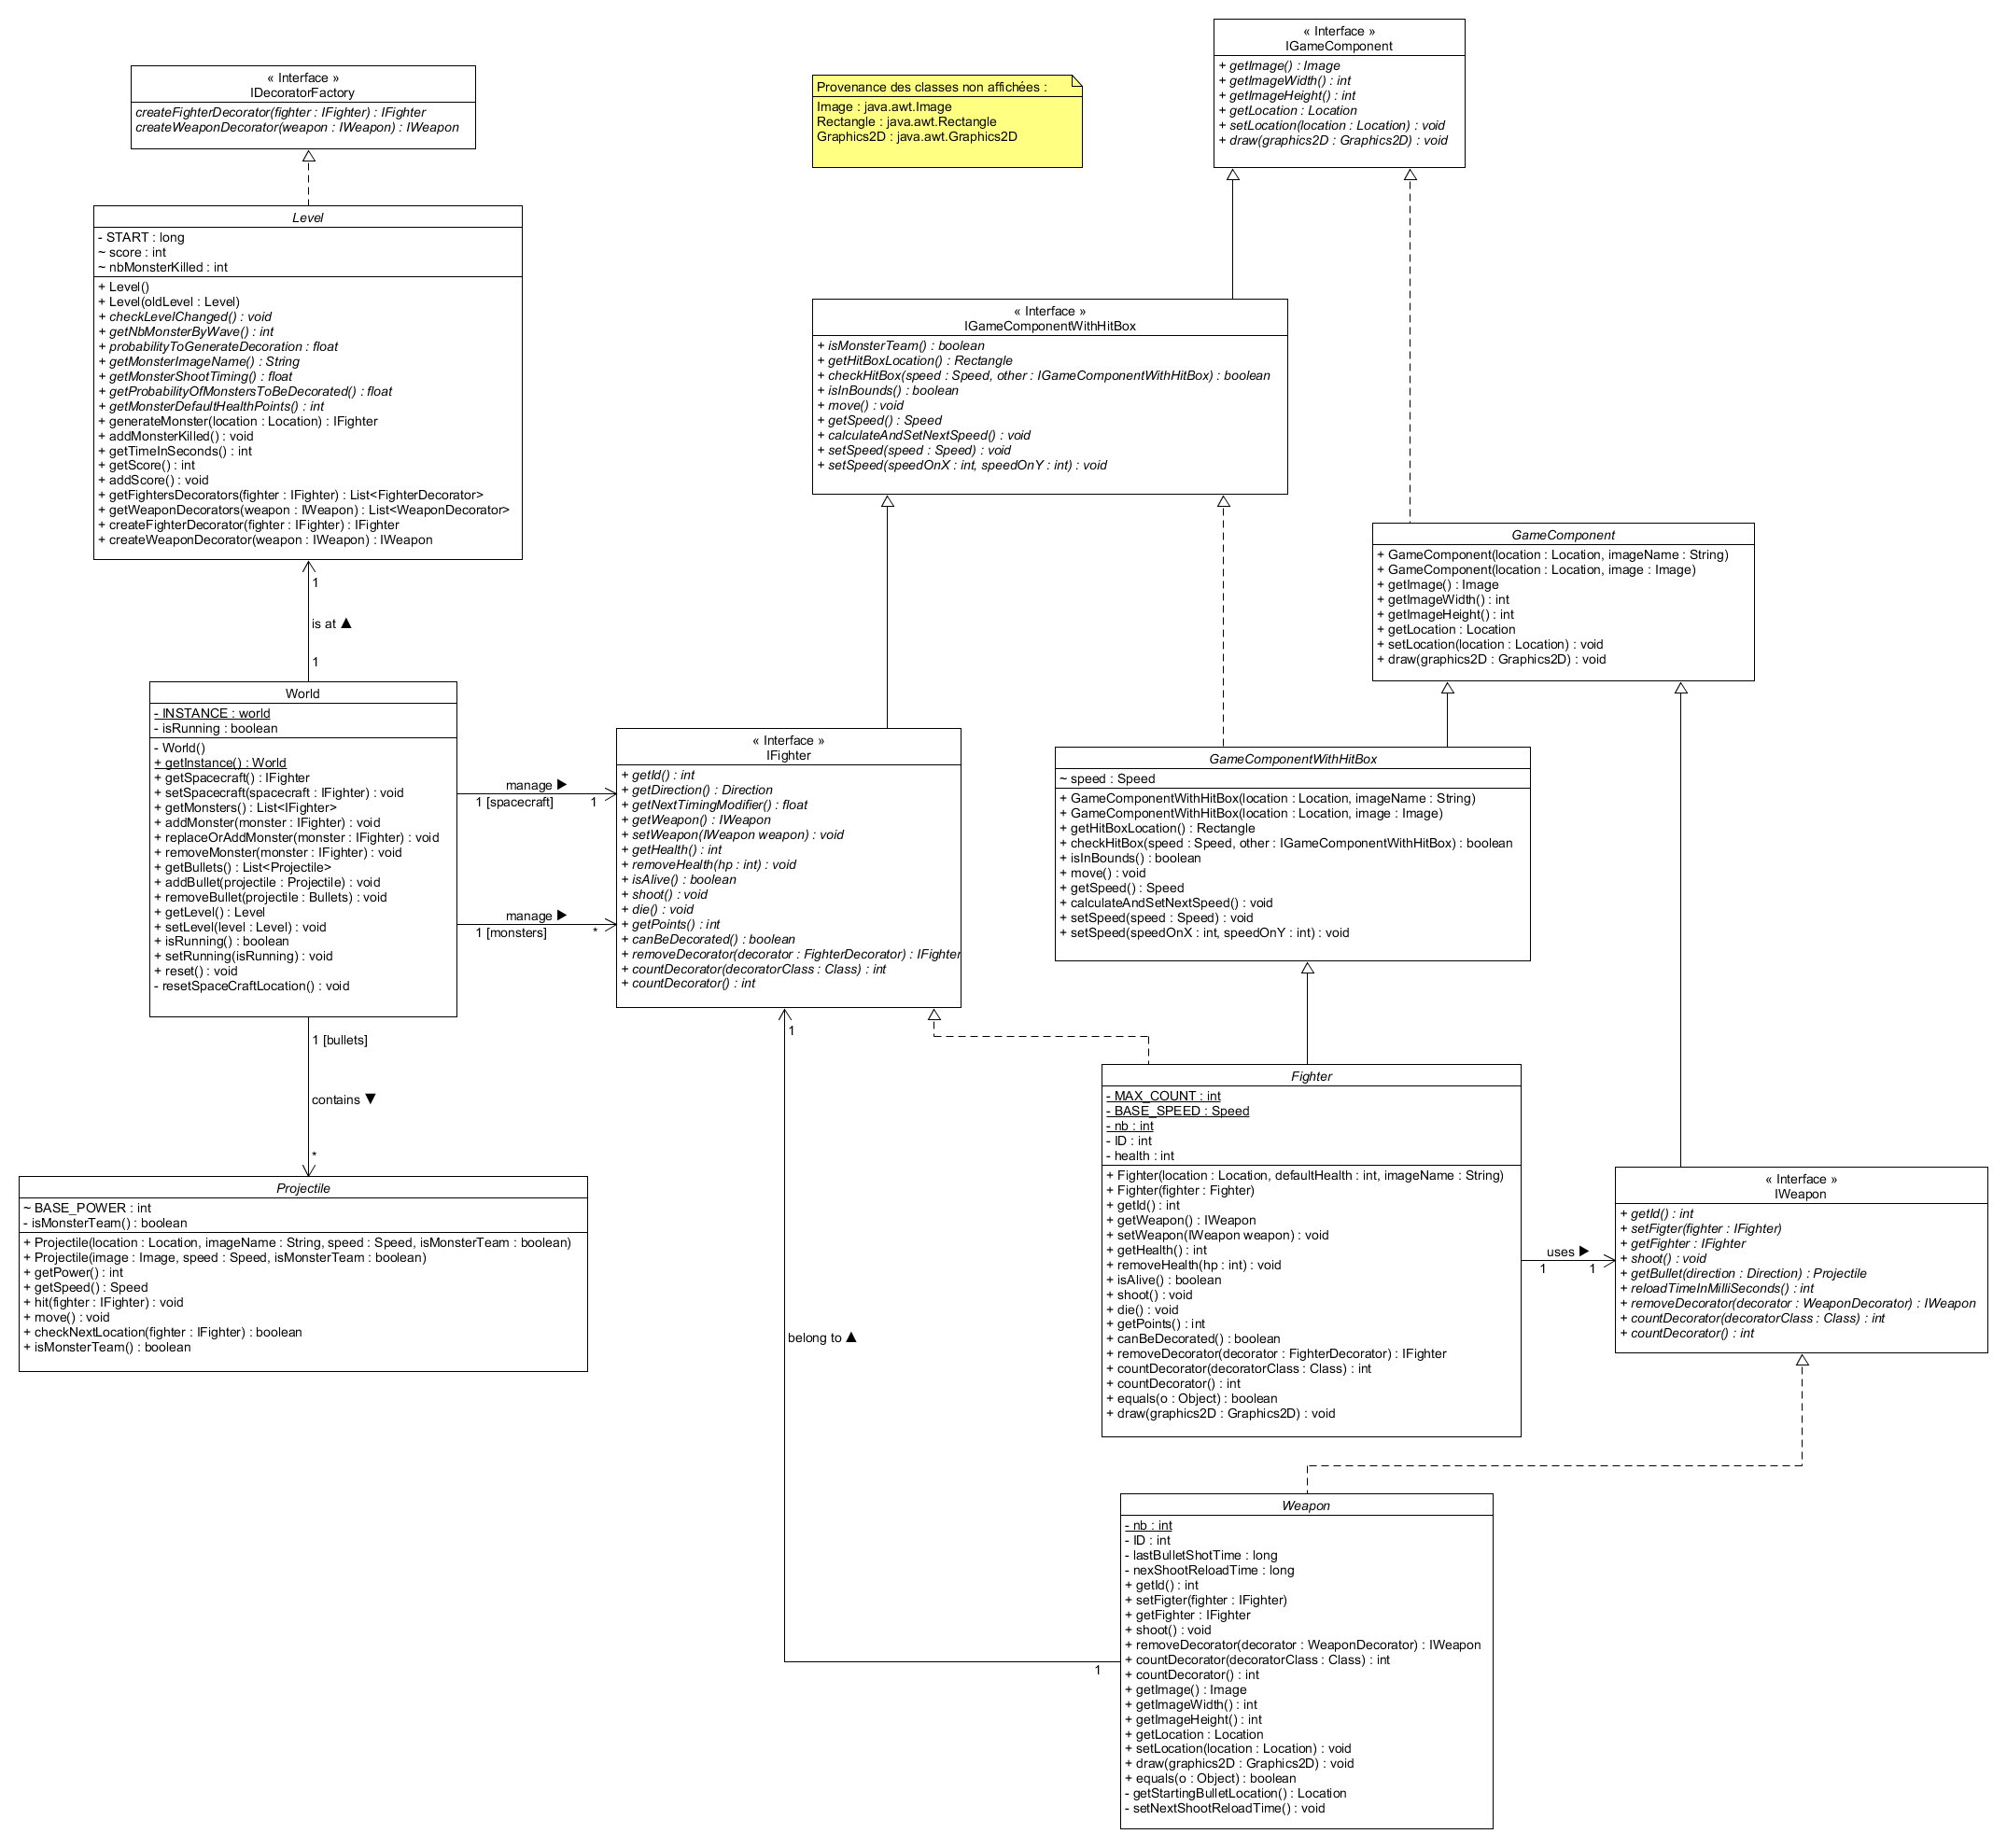 « Interface »
IGameComponent
+ getImage() : Image
+ getImageWidth() : int
+ getImageHeight() : int
+ getLocation : Location
+ setLocation(location : Location) : void
+ draw(graphics2D : Graphics2D) : void
« Interface »
IDecoratorFactory
createFighterDecorator(fighter : IFighter) : IFighter
createWeaponDecorator(weapon : IWeapon) : IWeapon
Provenance des classes non affichées :
Image : java.awt.Image
Rectangle : java.awt.Rectangle
Graphics2D : java.awt.Graphics2D
Level
- START : long
~ score : int
~ nbMonsterKilled : int
+ Level()
+ Level(oldLevel : Level)
+ checkLevelChanged() : void
+ getNbMonsterByWave() : int
+ probabilityToGenerateDecoration : float
+ getMonsterImageName() : String
+ getMonsterShootTiming() : float
+ getProbabilityOfMonstersToBeDecorated() : float
+ getMonsterDefaultHealthPoints() : int
+ generateMonster(location : Location) : IFighter
+ addMonsterKilled() : void
+ getTimeInSeconds() : int
+ getScore() : int
+ addScore() : void
+ getFightersDecorators(fighter : IFighter) : List<FighterDecorator>
+ getWeaponDecorators(weapon : IWeapon) : List<WeaponDecorator>
+ createFighterDecorator(fighter : IFighter) : IFighter
+ createWeaponDecorator(weapon : IWeapon) : IWeapon
« Interface »
IGameComponentWithHitBox
+ isMonsterTeam() : boolean
+ getHitBoxLocation() : Rectangle
+ checkHitBox(speed : Speed, other : IGameComponentWithHitBox) : boolean
+ isInBounds() : boolean
+ move() : void
+ getSpeed() : Speed
+ calculateAndSetNextSpeed() : void
+ setSpeed(speed : Speed) : void
+ setSpeed(speedOnX : int, speedOnY : int) : void
GameComponent
+ GameComponent(location : Location, imageName : String)
+ GameComponent(location : Location, image : Image)
+ getImage() : Image
+ getImageWidth() : int
+ getImageHeight() : int
+ getLocation : Location
+ setLocation(location : Location) : void
+ draw(graphics2D : Graphics2D) : void
1
is at ▲
1
World
- INSTANCE : world
- isRunning : boolean
- World()
+ getInstance() : World
+ getSpacecraft() : IFighter
+ setSpacecraft(spacecraft : IFighter) : void
+ getMonsters() : List<IFighter>
+ addMonster(monster : IFighter) : void
+ replaceOrAddMonster(monster : IFighter) : void
+ removeMonster(monster : IFighter) : void
+ getBullets() : List<Projectile>
+ addBullet(projectile : Projectile) : void
+ removeBullet(projectile : Bullets) : void
+ getLevel() : Level
+ setLevel(level : Level) : void
+ isRunning() : boolean
+ setRunning(isRunning) : void
+ reset() : void
- resetSpaceCraftLocation() : void
manage ▶
1 [spacecraft] 1
manage ▶
1 [monsters] *
« Interface »
IFighter
+ getId() : int
+ getDirection() : Direction
+ getNextTimingModifier() : float
+ getWeapon() : IWeapon
+ setWeapon(IWeapon weapon) : void
+ getHealth() : int
+ removeHealth(hp : int) : void
+ isAlive() : boolean
+ shoot() : void
+ die() : void
+ getPoints() : int
+ canBeDecorated() : boolean
+ removeDecorator(decorator : FighterDecorator) : IFighter
+ countDecorator(decoratorClass : Class) : int
+ countDecorator() : int
GameComponentWithHitBox
~ speed : Speed
+ GameComponentWithHitBox(location : Location, imageName : String)
+ GameComponentWithHitBox(location : Location, image : Image)
+ getHitBoxLocation() : Rectangle
+ checkHitBox(speed : Speed, other : IGameComponentWithHitBox) : boolean
+ isInBounds() : boolean
+ move() : void
+ getSpeed() : Speed
+ calculateAndSetNextSpeed() : void
+ setSpeed(speed : Speed) : void
+ setSpeed(speedOnX : int, speedOnY : int) : void
1 [bullets]
contains ▼
*
Projectile
~ BASE_POWER : int
- isMonsterTeam() : boolean
+ Projectile(location : Location, imageName : String, speed : Speed, isMonsterTeam : boolean)
+ Projectile(image : Image, speed : Speed, isMonsterTeam : boolean)
+ getPower() : int
+ getSpeed() : Speed
+ hit(fighter : IFighter) : void
+ move() : void
+ checkNextLocation(fighter : IFighter) : boolean
+ isMonsterTeam() : boolean
1
belong to ▲
1
Fighter
- MAX_COUNT : int
- BASE_SPEED : Speed
- nb : int
- ID : int
- health : int
+ Fighter(location : Location, defaultHealth : int, imageName : String)
+ Fighter(fighter : Fighter)
+ getId() : int
+ getWeapon() : IWeapon
+ setWeapon(IWeapon weapon) : void
+ getHealth() : int
+ removeHealth(hp : int) : void
+ isAlive() : boolean
+ shoot() : void
+ die() : void
+ getPoints() : int
+ canBeDecorated() : boolean
+ removeDecorator(decorator : FighterDecorator) : IFighter
+ countDecorator(decoratorClass : Class) : int
+ countDecorator() : int
+ equals(o : Object) : boolean
+ draw(graphics2D : Graphics2D) : void
uses ▶
1 1
« Interface »
IWeapon
+ getId() : int
+ setFigter(fighter : IFighter)
+ getFighter : IFighter
+ shoot() : void
+ getBullet(direction : Direction) : Projectile
+ reloadTimeInMilliSeconds() : int
+ removeDecorator(decorator : WeaponDecorator) : IWeapon
+ countDecorator(decoratorClass : Class) : int
+ countDecorator() : int
Weapon
- nb : int
- ID : int
- lastBulletShotTime : long
- nexShootReloadTime : long
+ getId() : int
+ setFigter(fighter : IFighter)
+ getFighter : IFighter
+ shoot() : void
+ removeDecorator(decorator : WeaponDecorator) : IWeapon
+ countDecorator(decoratorClass : Class) : int
+ countDecorator() : int
+ getImage() : Image
+ getImageWidth() : int
+ getImageHeight() : int
+ getLocation : Location
+ setLocation(location : Location) : void
+ draw(graphics2D : Graphics2D) : void
+ equals(o : Object) : boolean
- getStartingBulletLocation() : Location
- setNextShootReloadTime() : void